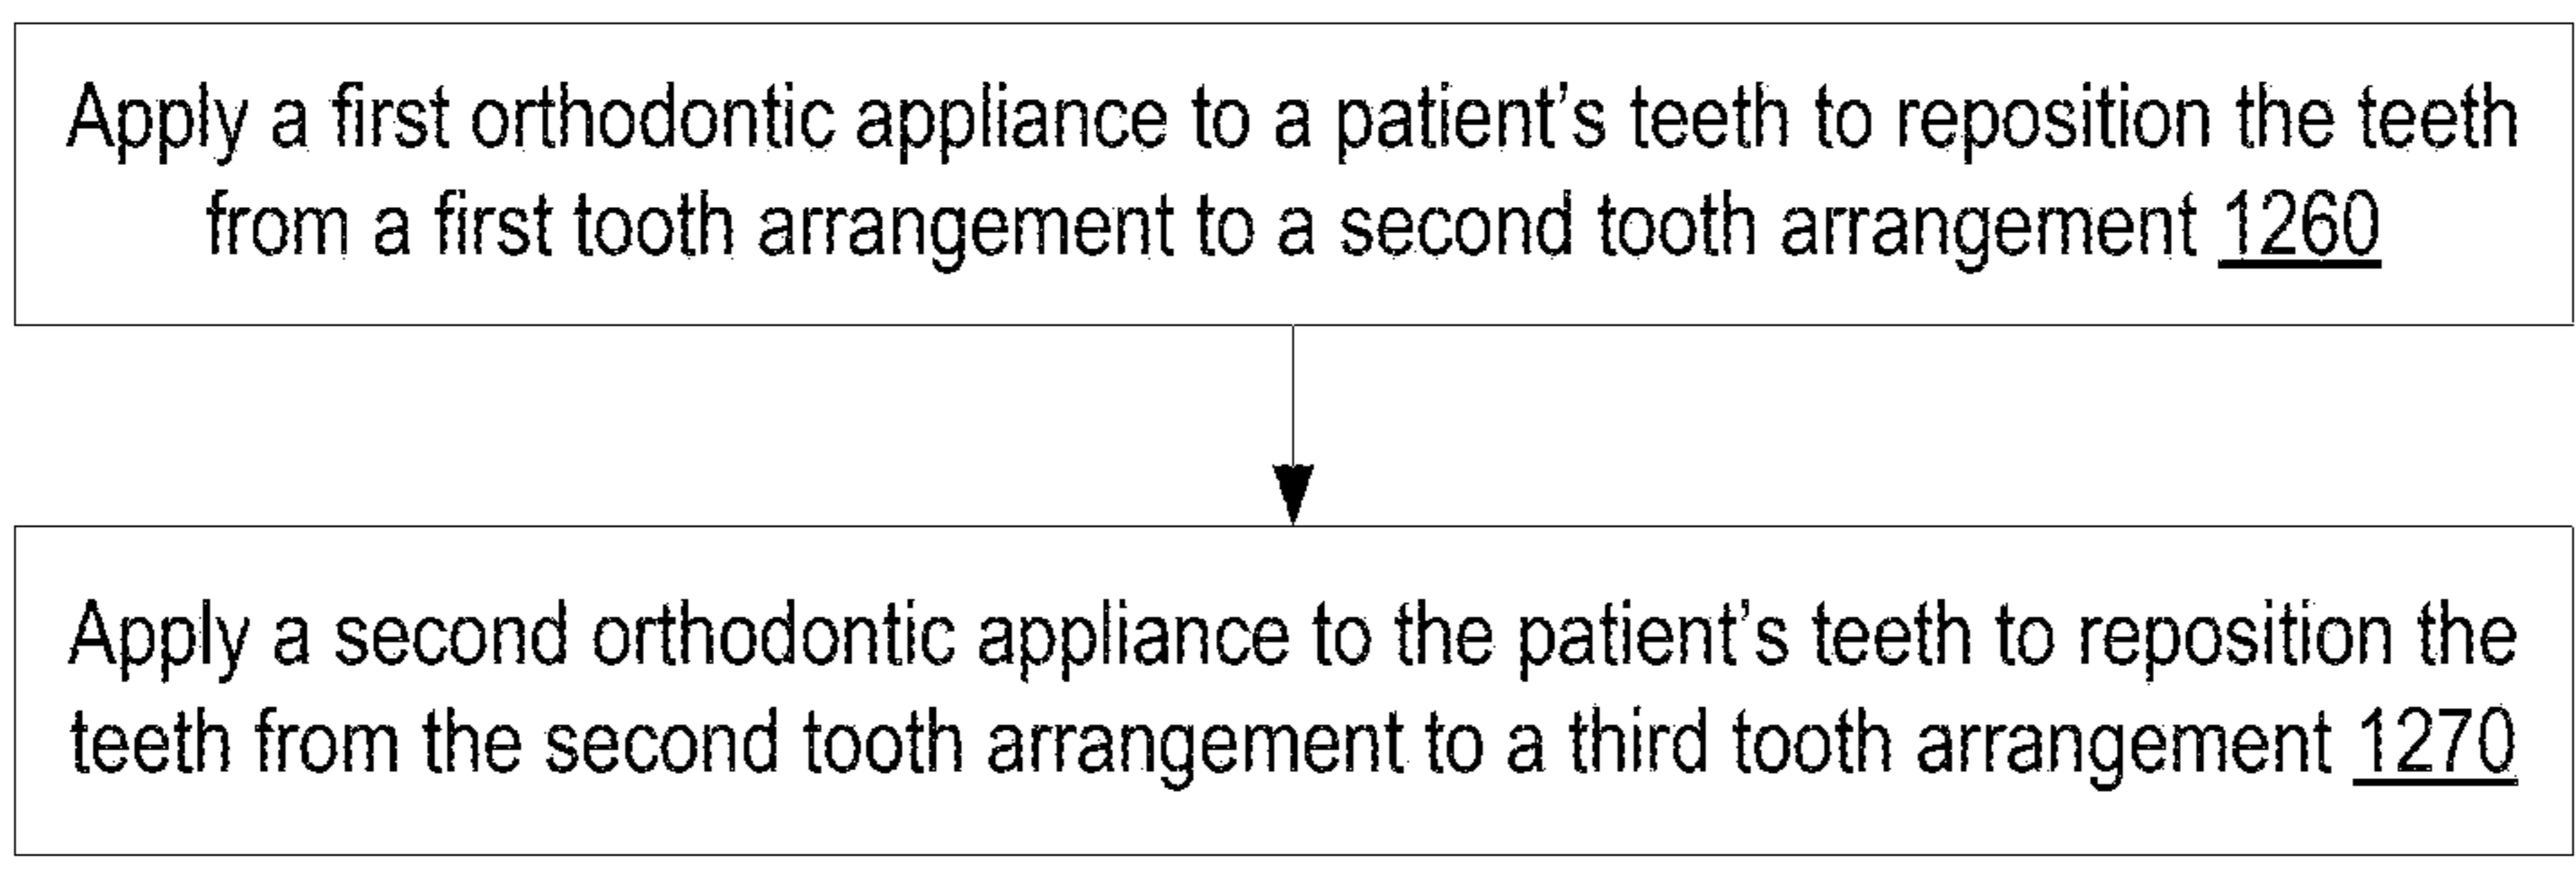 Apply a first orthodontic appliance to a patient’s teeth to reposition the teeth
from a first tooth arrangement to a second tooth arrangement 1260
Apply a second orthodontic appliance to the patient’s teeth to reposition the
teeth from the second tooth arrangement to a third tooth arrangement 1270